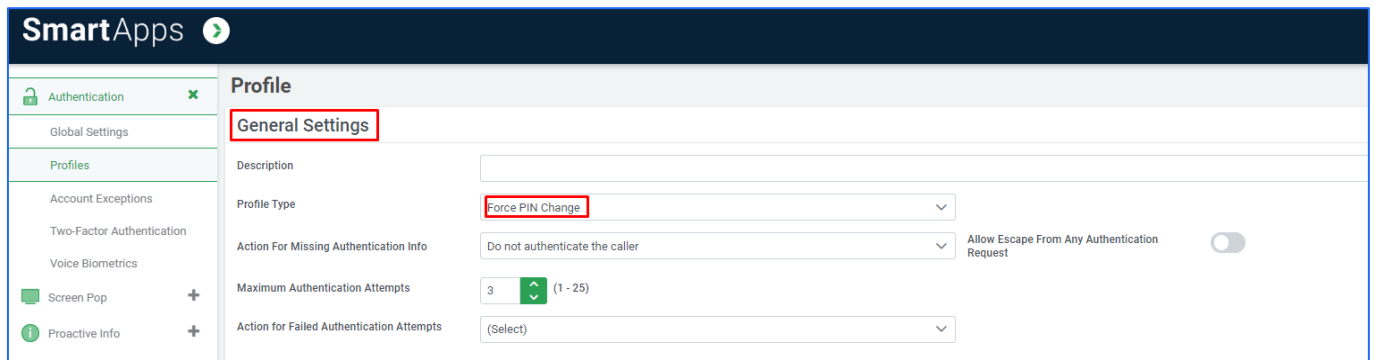 SmartApps
Authentication
Global Settings
Profiles
Account Exceptions
Two-Factor Authentication
Voice Biometrics
Screen Pop
Proactive Info
Profile
General Settings
Description
Profile Type
Force PIN Change
Action For Missing Authentication Info
Do not authenticate the caller
Allow Escape From Any Authentication
Request
Maximum Authentication Attempts
3
(1 - 25)
Action for Failed Authentication Attempts
(Select)